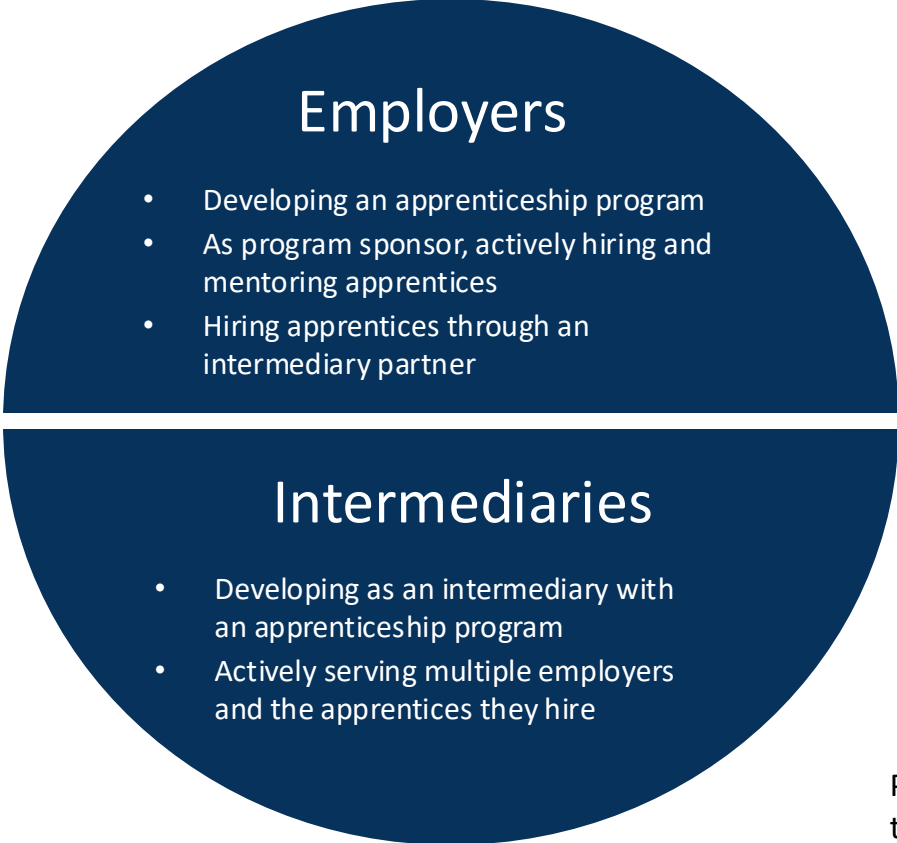 Employers
• Developing an apprenticeship program
• As program sponsor, actively hiring and
mentoring apprentices
• Hiring apprentices through an
intermediary partner
Intermediaries
• Developing as an intermediary with
an apprenticeship program
• Actively serving multiple employers
and the apprentices they hire